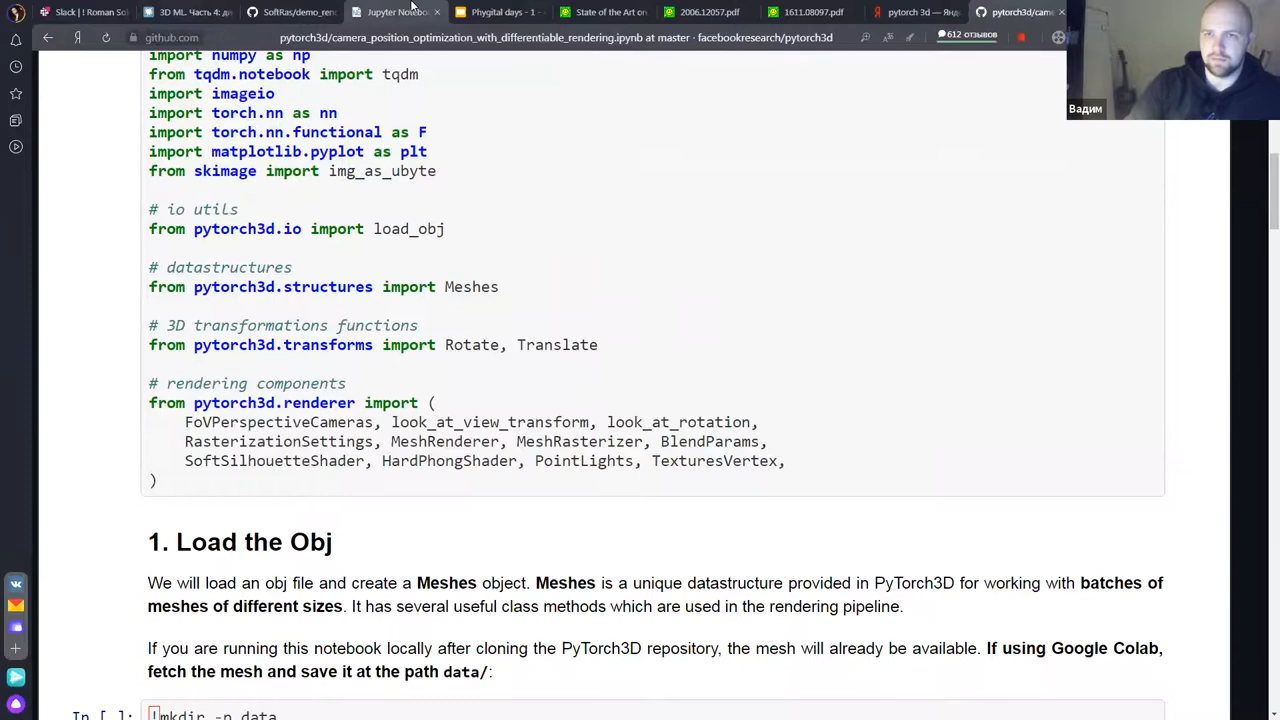 Slack | Roman Sol
3D ML. Часть 4: ди
SoftRas/demo_ren
Jupyter Notebo
Phygital days - 1
State of the Art on
2006.12057.pdf
1611.08097.pdf
pytorch 3d — Янде
pytorch3d/came
Я
github.com
pytorch3d/camera_position_optimization_with_differentiable_rendering.ipynb at master · facebookresearch/pytorch3d
612 отзывов
Вадим
import numpy as np
from tqdm.notebook import tqdm
import imageio
import torch.nn as nn
import torch.nn.functional as F
import matplotlib.pyplot as plt
from skimage import img_as_ubyte
# io utils
from pytorch3d.io import load_obj
# datastructures
from pytorch3d.structures import Meshes
# 3D transformations functions
from pytorch3d.transforms import Rotate, Translate
# rendering components
from pytorch3d.renderer import (
FoVPerspectiveCameras, look_at_view_transform, look_at_rotation,
RasterizationSettings, MeshRenderer, MeshRasterizer, BlendParams,
SoftSilhouetteShader, HardPhongShader, PointLights, TexturesVertex,
)
1. Load the Obj
We will load an obj file and create a Meshes object. Meshes is a unique datastructure provided in PyTorch3D for working with batches of
meshes of different sizes. It has several useful class methods which are used in the rendering pipeline.
If you are running this notebook locally after cloning the PyTorch3D repository, the mesh will already be available. If using Google Colab,
fetch the mesh and save it at the path data/:
In [ ]: !mkdir -p data